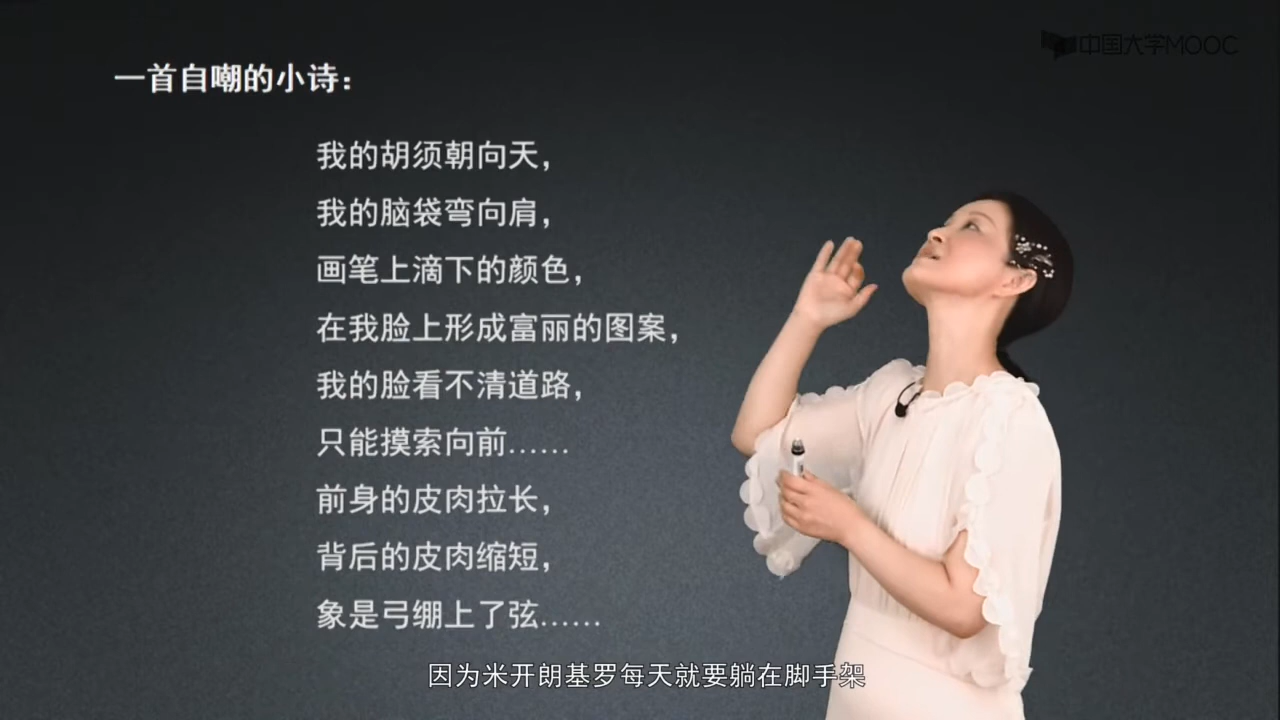 中国大学MOOC
一首自嘲的小诗：
我的胡须朝向天，
我的脑袋弯向肩，
画笔上滴下的颜色，
在我脸上形成富丽的图案，
我的脸看不清道路，
只能摸索向前……
前身的皮肉拉长，
背后的皮肉缩短，
象是弓绷上了弦……
因为米开朗基罗每天就要躺在脚手架